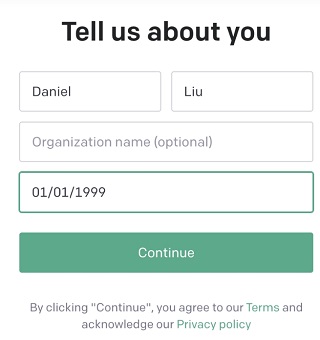 Tell us about you
Daniel Liu
Organization name (optional)
01/01/1999
Continue
By clicking "Continue", you agree to our Terms and
acknowledge our Privacy policy